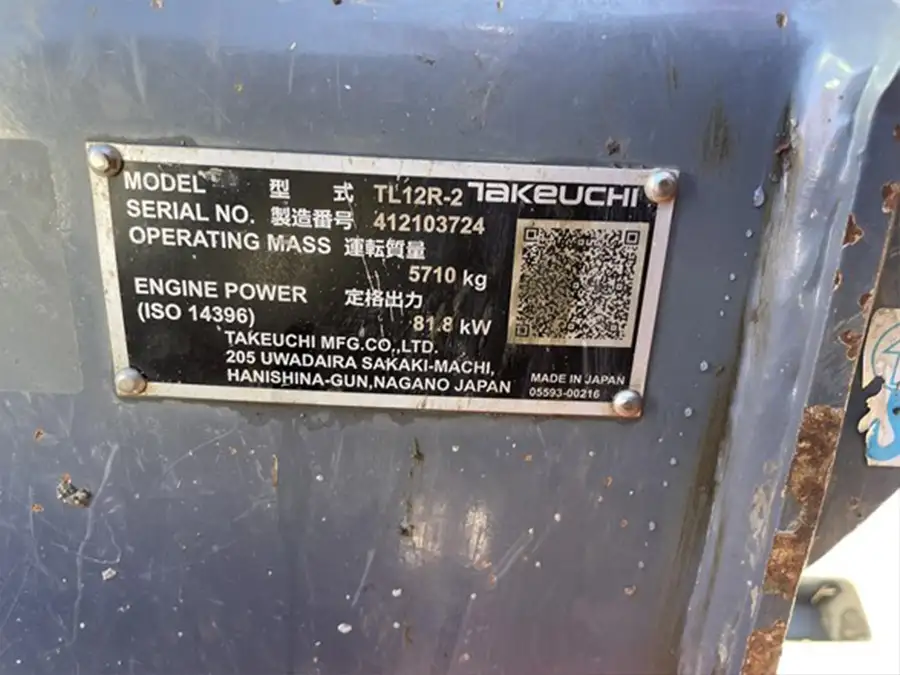 MODEL 型式 TL12R-2 TAKEUCHI
SERIAL NO. 製造番号 412103724
OPERATING MASS 運転質量
5710 kg
ENGINE POWER 定格出力
(ISO 14396) 81.8 kW
TAKEUCHI MFG.CO.,LTD.
205 UWADAIRA SAKAKI-MACHI,
HANISHINA-GUN,NAGANO JAPAN
MADE IN JAPAN
05593-00216